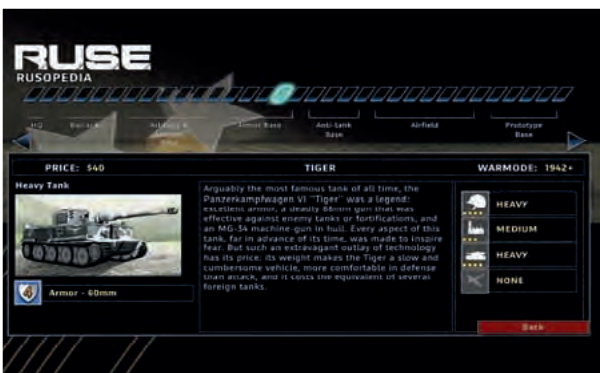 RUSE
RUSOPEDIA
HQ
Armor Base
Anti-tank
Base
Airfield
Prototype
Base
PRICE: $40
TIGER
WARMODE: 1942+
Heavy Tank
Arguably the most famous tank of all time, the
Panzerkampfwagen VI "Tiger" was a legend:
excellent armor, a deadly 88mm gun that was
effective against enemy tanks or fortifications, and
an MG-34 machine-gun in hull. Every aspect of this
tank, far in advance of its time, was made to inspire
fear. But such an extravagant outlay of technology
has its price: its weight makes the Tiger a slow and
cumbersome vehicle, more comfortable in defense
than attack, and it costs the equivalent of several
foreign tanks.
4
Armor - 60mm
HEAVY
MEDIUM
HEAVY
NONE
Back